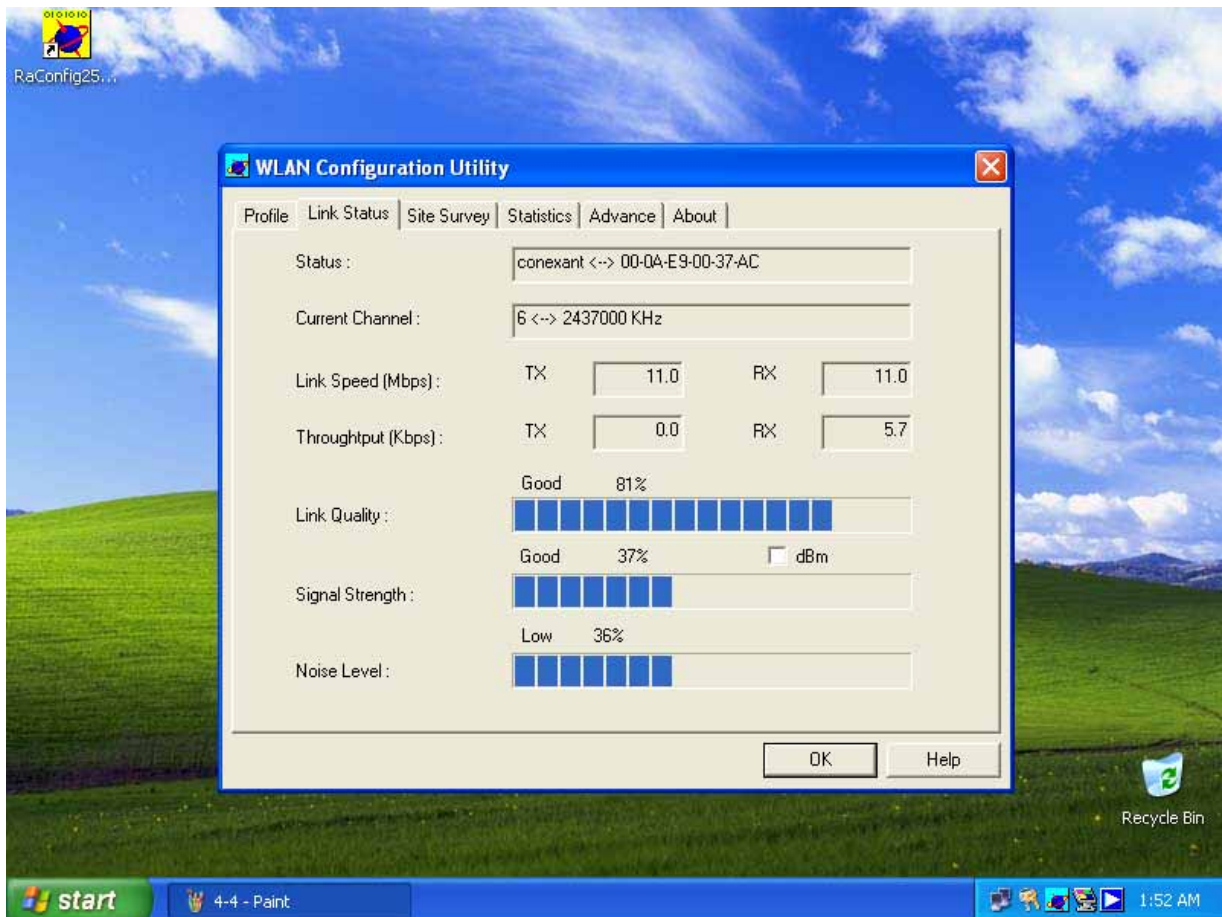 010101010
RaConfig25...
WLAN Configuration Utility
Profile Link Status Site Survey Statistics Advance About
Status : conexant <--> 00-0A-E9-00-37-AC
Current Channel : 6 <--> 2437000 KHz
Link Speed (Mbps) : TX 11.0 RX 11.0
Throughtput (Kbps) : TX 0.0 RX 5.7
Good 81%
Link Quality :
Good 37% dBm
Signal Strength :
Low 36%
Noise Level :
OK Help
Recycle Bin
start 4-4 - Paint 1:52 AM